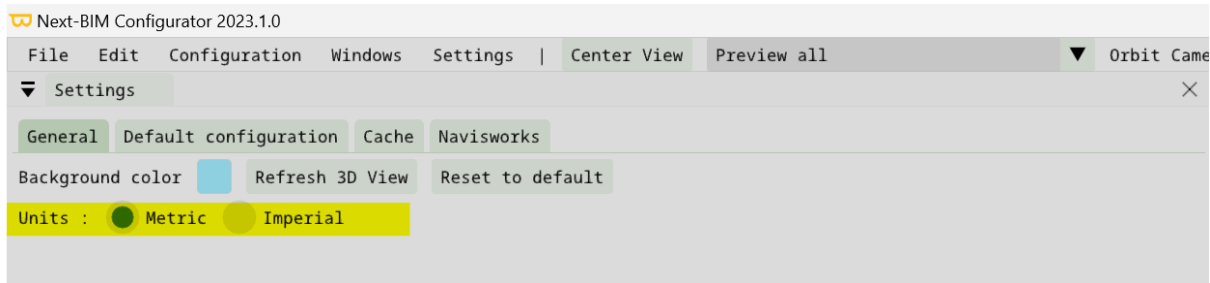 Next-BIM Configurator 2023.1.0
File Edit Configuration Windows Settings | Center View Preview all Orbit Came
Settings
General Default configuration Cache Navisworks
Background color Refresh 3D View Reset to default
Units : Metric Imperial